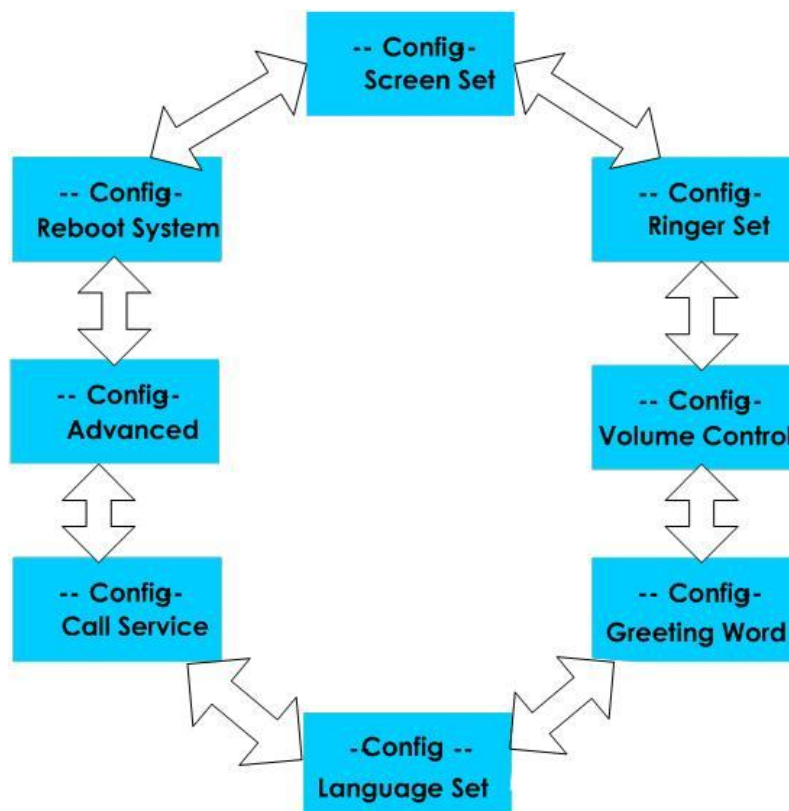 -- Config-
Screen Set
-- Config-
Reboot System
-- Config-
Ringer Set
-- Config-
Advanced
-- Config-
Volume Control
-- Config-
Call Service
-- Config-
Greeting Word
-Config --
Language Set